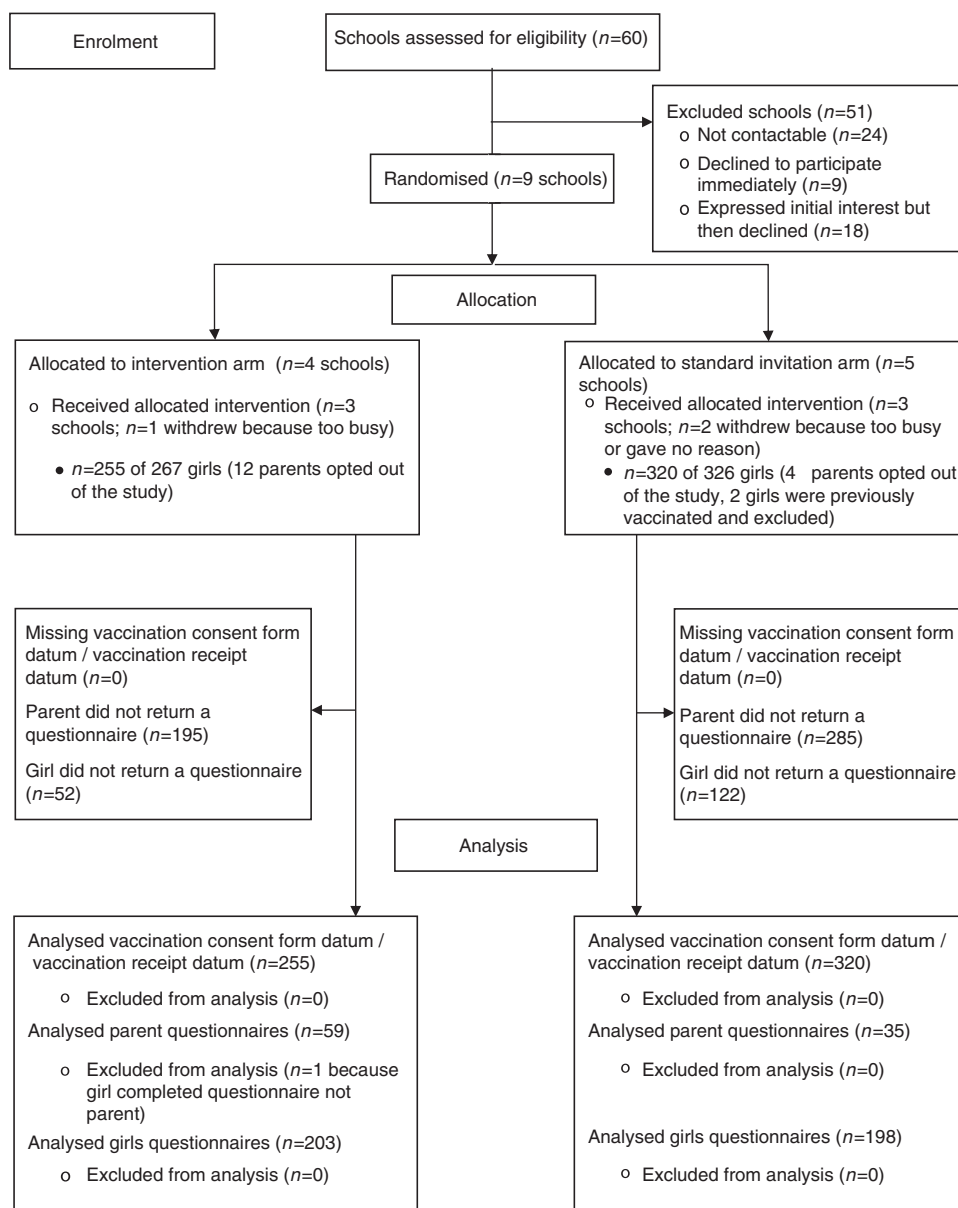 Enrolment
Schools assessed for eligibility (n=60)
Excluded schools (n=51)
o Not contactable (n=24)
o Declined to participate
immediately (n=9)
o Expressed initial interest but
then declined (n=18)
Randomised (n=9 schools)
Allocation
Allocated to intervention arm (n=4 schools)
o Received allocated intervention (n=3
schools; n=1 withdrew because too busy)
• n=255 of 267 girls (12 parents opted out
of the study)
Allocated to standard invitation arm (n=5
schools)
o Received allocated intervention (n=3
schools; n=2 withdrew because too busy
or gave no reason)
• n=320 of 326 girls (4 parents opted out
of the study, 2 girls were previously
vaccinated and excluded)
Missing vaccination consent form
datum / vaccination receipt
datum (n=0)
Parent did not return a
questionnaire (n=195)
Girl did not return a questionnaire
(n=52)
Missing vaccination consent form
datum / vaccination receipt
datum (n=0)
Parent did not return a
questionnaire (n=285)
Girl did not return a questionnaire
(n=122)
Analysis
Analysed vaccination consent form datum /
vaccination receipt datum (n=255)
o Excluded from analysis (n=0)
Analysed parent questionnaires (n=59)
o Excluded from analysis (n=1 because
girl completed questionnaire not
parent)
Analysed girls questionnaires (n=203)
o Excluded from analysis (n=0)
Analysed vaccination consent form datum /
vaccination receipt datum (n=320)
o Excluded from analysis (n=0)
Analysed parent questionnaires (n=35)
o Excluded from analysis (n=0)
Analysed girls questionnaires (n=198)
o Excluded from analysis (n=0)